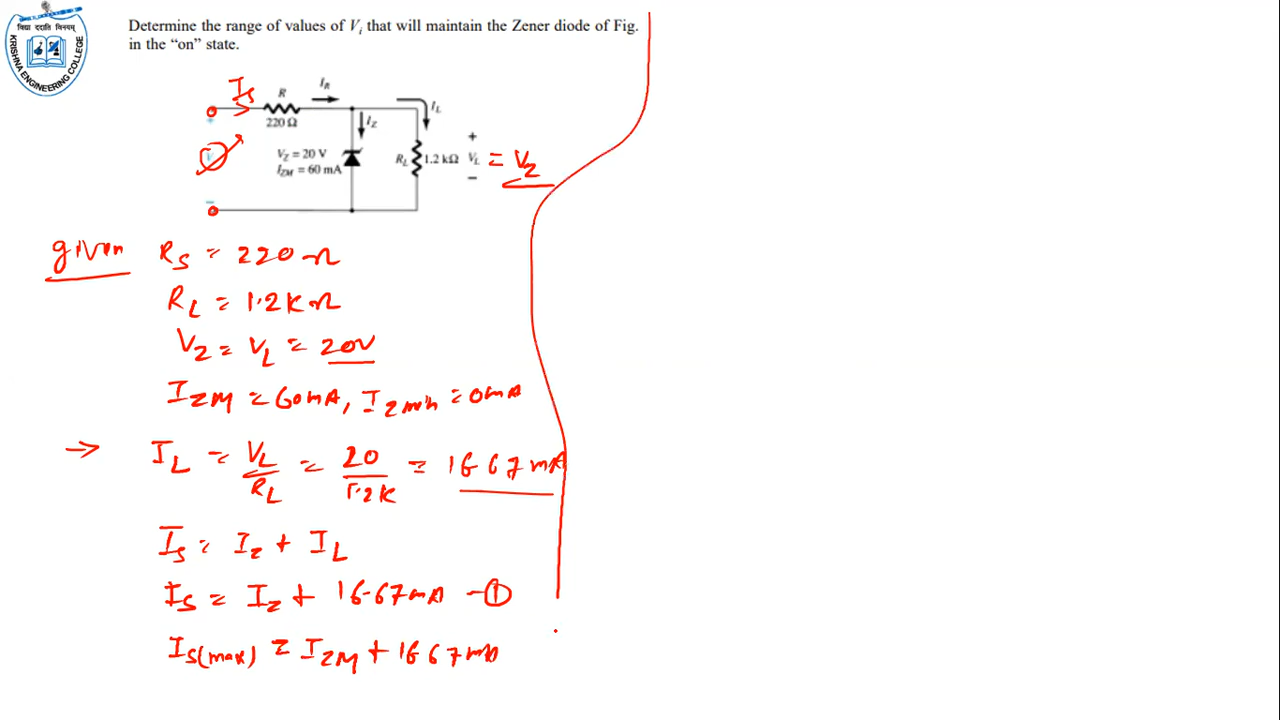 विद्या ददाति विनयम्
KRISHNA ENGINEERING COLLEGE
Determine the range of values of Vi that will maintain the Zener diode of Fig.
in the “on” state.
Is
R
IR
220 Ω
IZ
IL
VZ = 20 V
IZM = 60 mA
RL
1.2 kΩ
+
VL
−
= Vz
given Rs = 220 Ω
RL = 1.2K Ω
Vz = VL = 20V
IZM = 60mA, Izmin = 0mA
→ IL = VL/RL = 20/1.2K = 16.67 mA
Is = Iz + IL
Is = Iz + 16.67mA -①
Is(max) = IZM + 16.67mA